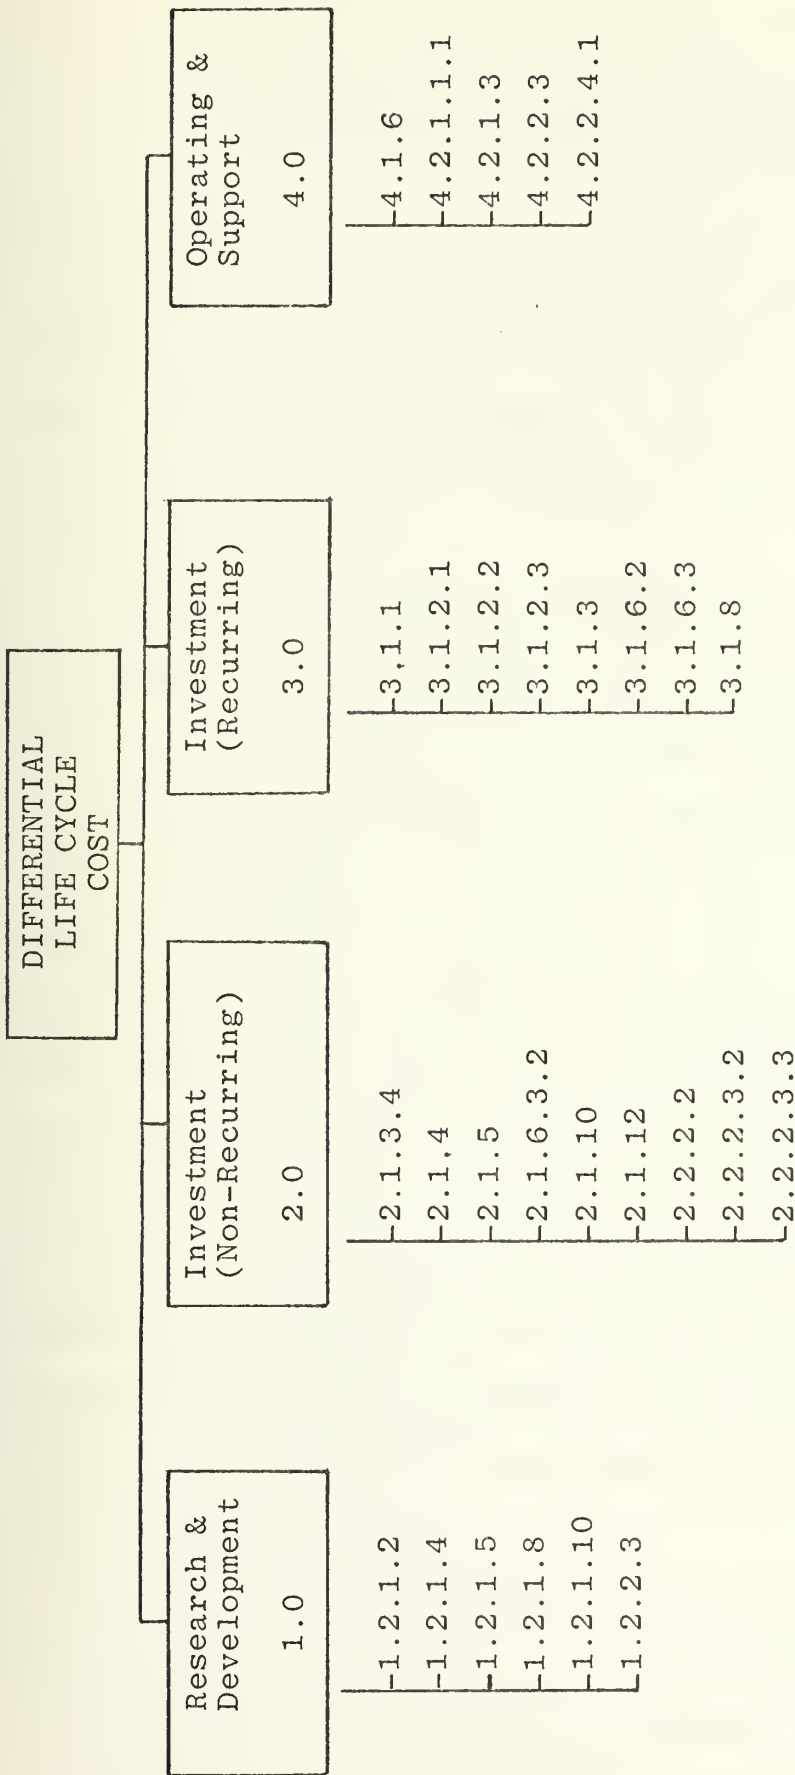 DIFFERENTIAL
LIFE CYCLE
COST
Research &
Development
1.0
1.2.1.2
1.2.1.4
1.2.1.5
1.2.1.8
1.2.1.10
1.2.2.3
Investment
(Non-Recurring)
2.0
2.1.3.4
2.1.4
2.1.5
2.1.6.3.2
2.1.10
2.1.12
2.2.2.2
2.2.2.3.2
2.2.2.3.3
Investment
(Recurring)
3.0
3.1.1
3.1.2.1
3.1.2.2
3.1.2.3
3.1.3
3.1.6.2
3.1.6.3
3.1.8
Operating &
Support
4.0
4.1.6
4.2.1.1.1
4.2.1.3
4.2.2.3
4.2.2.4.1